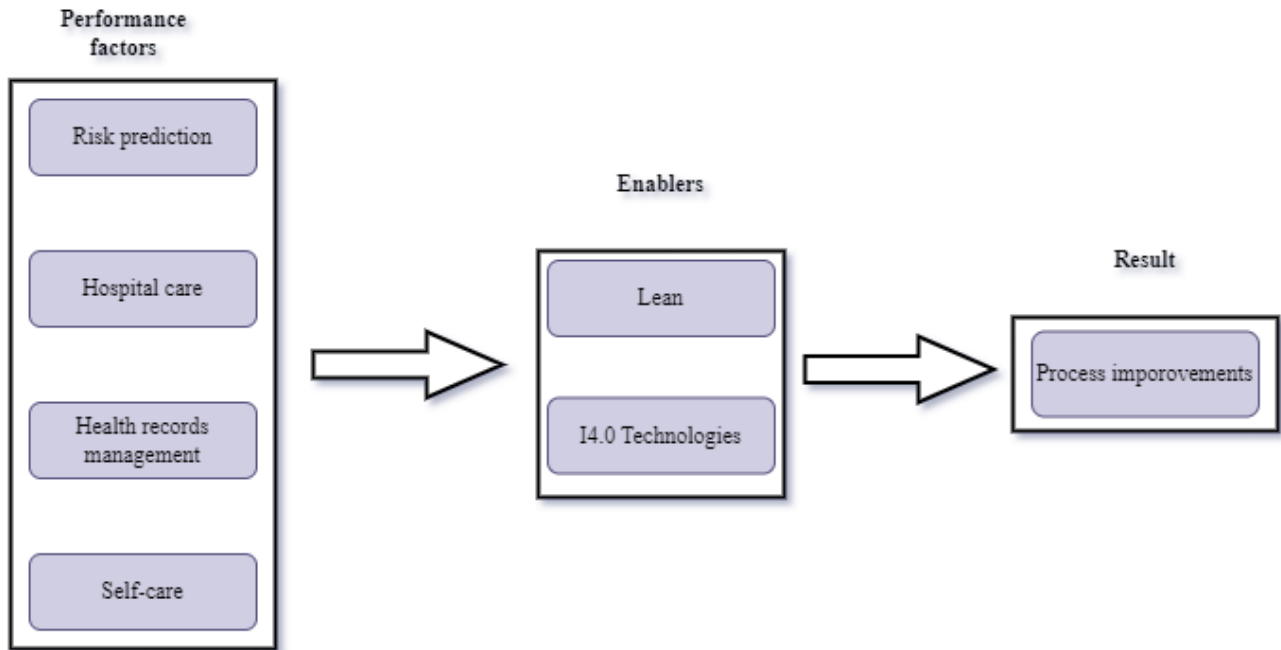 Performance
factors
Risk prediction
Hospital care
Health records
management
Self-care
Enablers
Lean
I4.0 Technologies
Result
Process imporovements